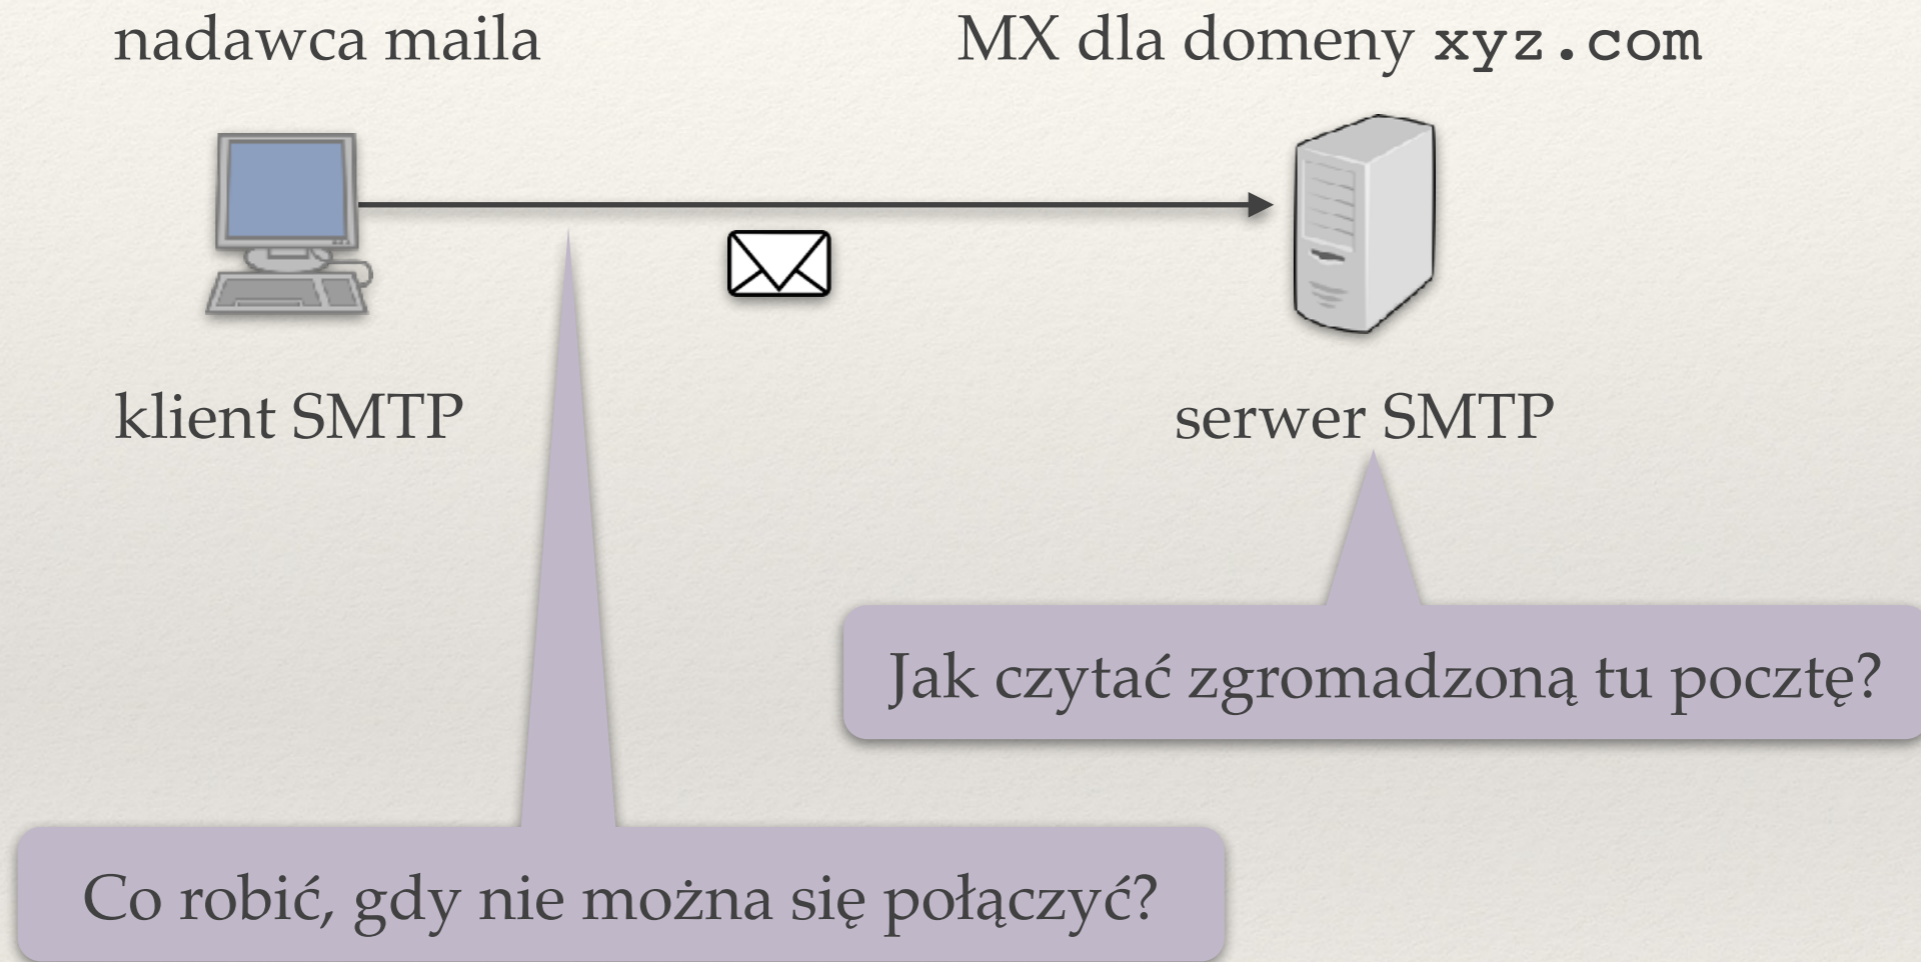 nadawca maila
MX dla domeny xyz.com
klient SMTP
serwer SMTP
Jak czytać zgromadzoną tu pocztę?
Co robić, gdy nie można się połączyć?